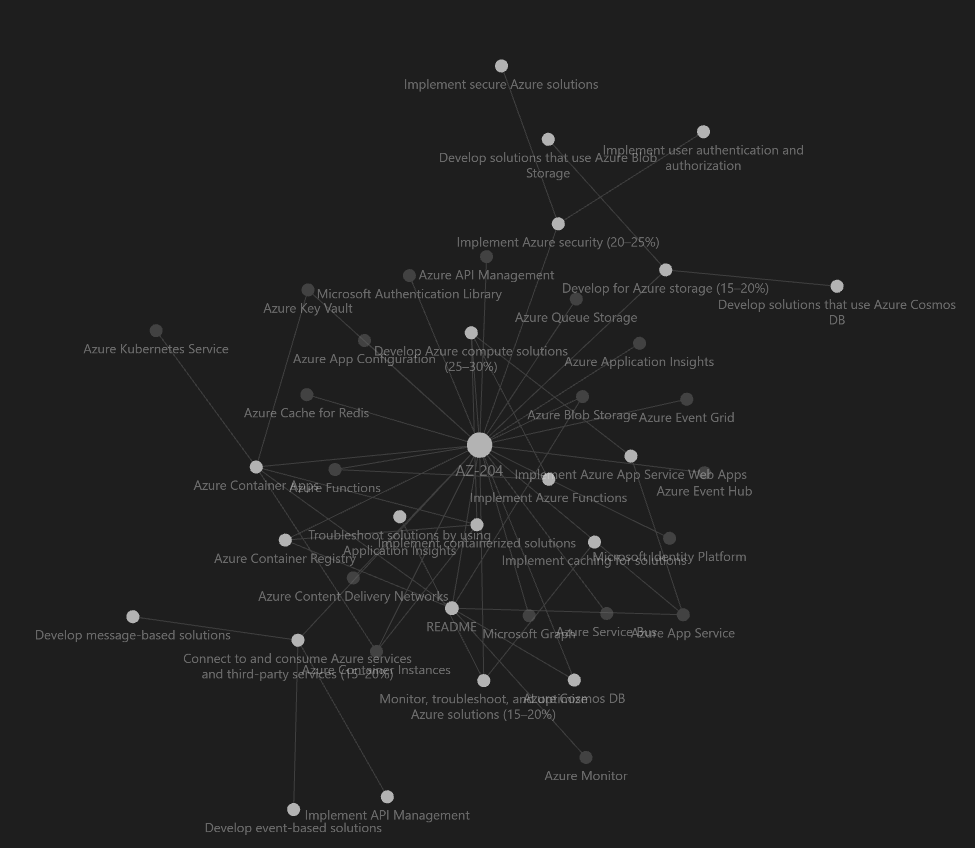 Implement secure Azure solutions
Develop solutions that use Azure Blob
Storage
Implement user authentication and
authorization
Implement Azure security (20–25%)
Azure API Management
Microsoft Authentication Library
Azure Key Vault
Develop for Azure storage (15–20%)
Develop solutions that use Azure Cosmos
DB
Azure Queue Storage
Azure Kubernetes Service
Azure App Configuration
Develop Azure compute solutions
(25–30%)
Azure Application Insights
Azure Cache for Redis
Azure Blob Storage
Azure Event Grid
AZ-204
Implement Azure App Service Web Apps
Azure Container Apps
Azure Functions
Azure Event Hub
Implement Azure Functions
Troubleshoot solutions by using
Application Insights
Implement containerized solutions
Azure Container Registry
Implement caching for solutions
Microsoft Identity Platform
Azure Content Delivery Networks
README
Microsoft Graph
Azure Service Bus
Azure App Service
Develop message-based solutions
Connect to and consume Azure services
and third-party services (15–20%)
Azure Container Instances
Monitor, troubleshoot, and optimize
Azure solutions (15–20%)
Azure Cosmos DB
Azure Monitor
Implement API Management
Develop event-based solutions